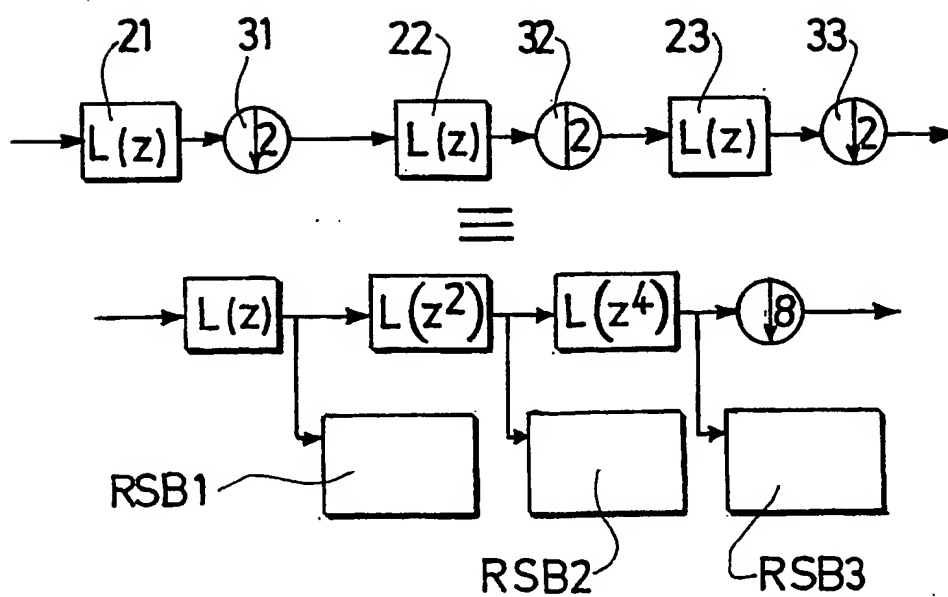 21 31 22 32 23 33
L(z) ↓2 L(z) 2 L(z) ↓2
≡
L(z) L(z²) L(z⁴) ↓8
RSB1
RSB2 RSB3